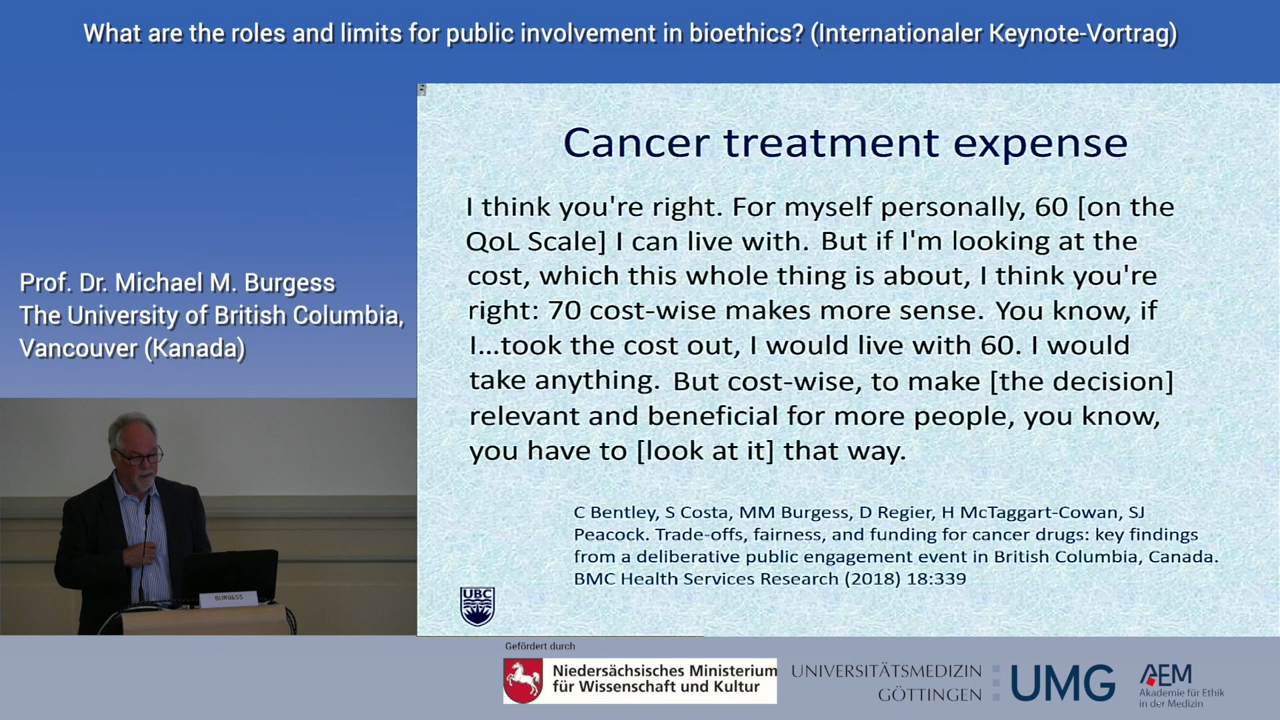 What are the roles and limits for public involvement in bioethics? (Internationaler Keynote-Vortrag)
Prof. Dr. Michael M. Burgess
The University of British Columbia,
Vancouver (Kanada)
Cancer treatment expense
I think you're right. For myself personally, 60 [on the
QoL Scale] I can live with. But if I'm looking at the
cost, which this whole thing is about, I think you're
right: 70 cost-wise makes more sense. You know, if
I...took the cost out, I would live with 60. I would
take anything. But cost-wise, to make [the decision]
relevant and beneficial for more people, you know,
you have to [look at it] that way.
C Bentley, S Costa, MM Burgess, D Regier, H McTaggart-Cowan, SJ
Peacock. Trade-offs, fairness, and funding for cancer drugs: key findings
from a deliberative public engagement event in British Columbia, Canada.
BMC Health Services Research (2018) 18:339
UBC
BURGESS
Gefördert durch
Niedersächsisches Ministerium
für Wissenschaft und Kultur
UNIVERSITÄTSMEDIZIN
GÖTTINGEN
UMG
AEM
Akademie für Ethik
in der Medizin